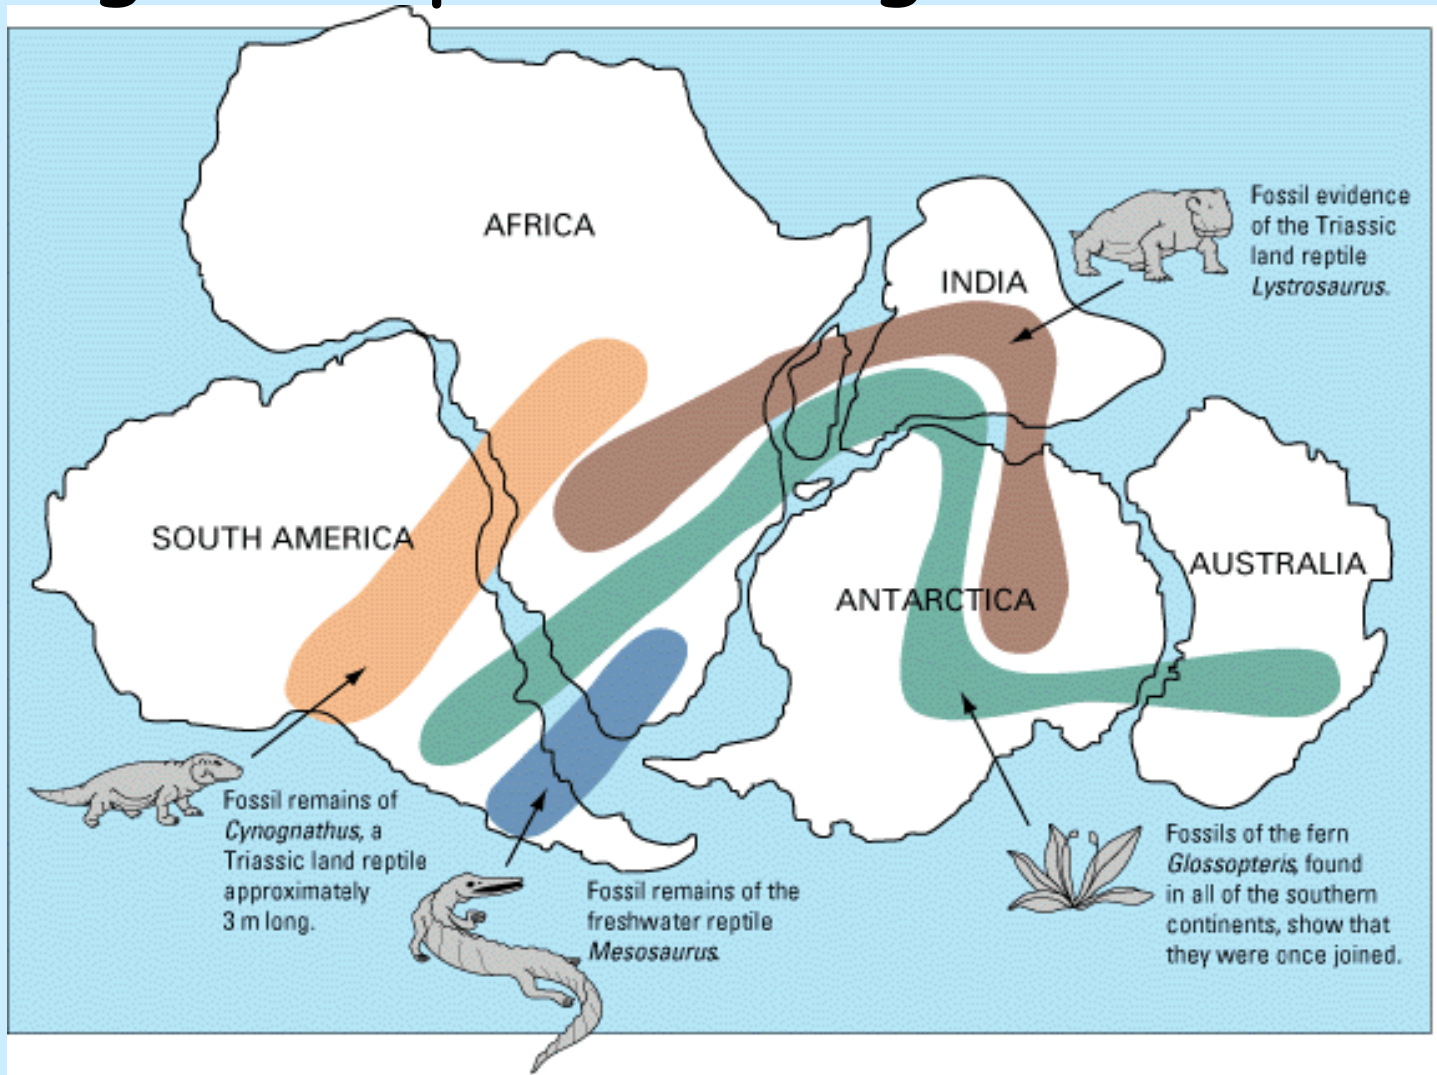 AFRICA
INDIA
Fossil evidence
of the Triassic
land reptile
Lystrosaurus.
SOUTH AMERICA
ANTARCTICA
AUSTRALIA
Fossil remains of
Cynognathus, a
Triassic land reptile
approximately
3 m long.
Fossil remains of the
freshwater reptile
Mesosaurus.
Fossils of the fern
Glossopteris, found
in all of the southern
continents, show that
they were once joined.